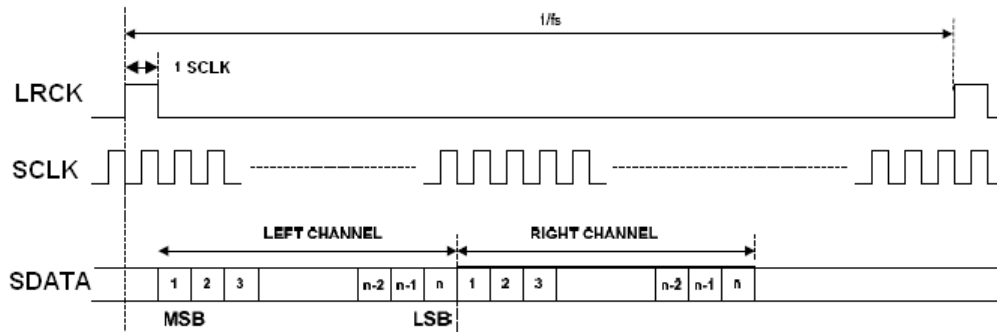 1/fs
1 SCLK
LRCK
SCLK
LEFT CHANNEL RIGHT CHANNEL
SDATA 1 2 3 n-2 n-1 n 1 2 3 n-2 n-1 n
MSB LSB